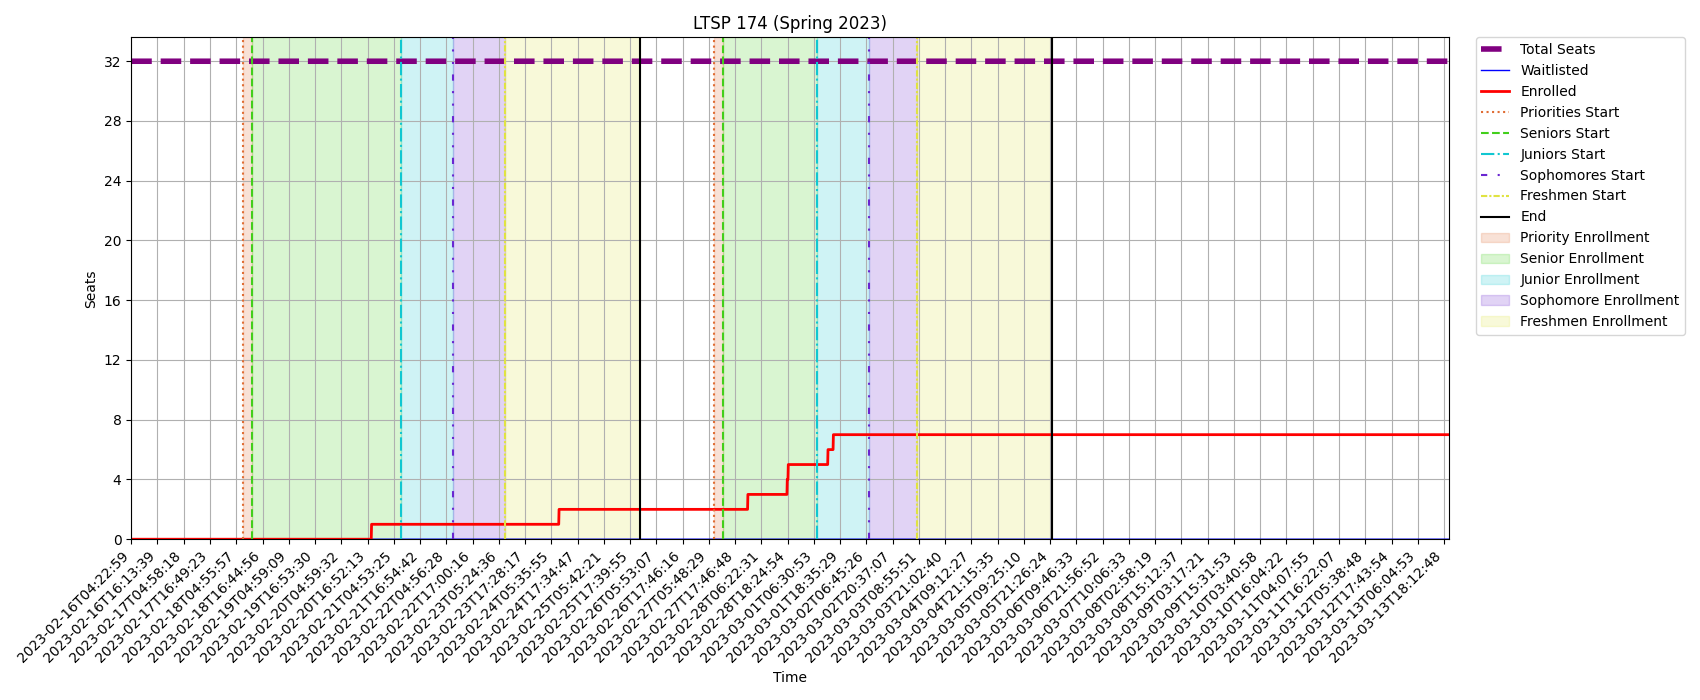 LTSP 174 (Spring 2023)
Seats
32
28
24
20
16
12
8
4
0
2023-02-16T04:22:59
2023-02-16T16:13:39
2023-02-17T04:58:18
2023-02-17T16:49:23
2023-02-18T04:55:57
2023-02-18T16:44:56
2023-02-19T04:59:09
2023-02-19T16:53:30
2023-02-20T04:59:32
2023-02-20T16:52:13
2023-02-21T04:53:25
2023-02-21T16:54:42
2023-02-22T04:56:28
2023-02-22T17:00:16
2023-02-23T05:24:36
2023-02-23T17:28:17
2023-02-24T05:35:55
2023-02-24T17:34:47
2023-02-25T05:42:21
2023-02-25T17:39:55
2023-02-26T05:53:07
2023-02-26T17:46:16
2023-02-27T05:48:29
2023-02-27T17:46:48
2023-02-28T06:22:31
2023-02-28T18:24:54
2023-03-01T06:30:53
2023-03-01T18:35:29
2023-03-02T06:45:26
2023-03-02T20:37:07
2023-03-03T08:55:51
2023-03-03T21:02:40
2023-03-04T09:12:27
2023-03-04T21:15:35
2023-03-05T09:25:10
2023-03-05T21:26:24
2023-03-06T09:46:33
2023-03-06T21:56:52
2023-03-07T10:06:33
2023-03-08T02:58:19
2023-03-08T15:12:37
2023-03-09T03:17:21
2023-03-09T15:31:53
2023-03-10T03:40:58
2023-03-10T16:04:22
2023-03-11T04:07:55
2023-03-11T16:22:07
2023-03-12T05:38:48
2023-03-12T17:43:54
2023-03-13T06:04:53
2023-03-13T18:12:48
Time
Total Seats
Waitlisted
Enrolled
Priorities Start
Seniors Start
Juniors Start
Sophomores Start
Freshmen Start
End
Priority Enrollment
Senior Enrollment
Junior Enrollment
Sophomore Enrollment
Freshmen Enrollment